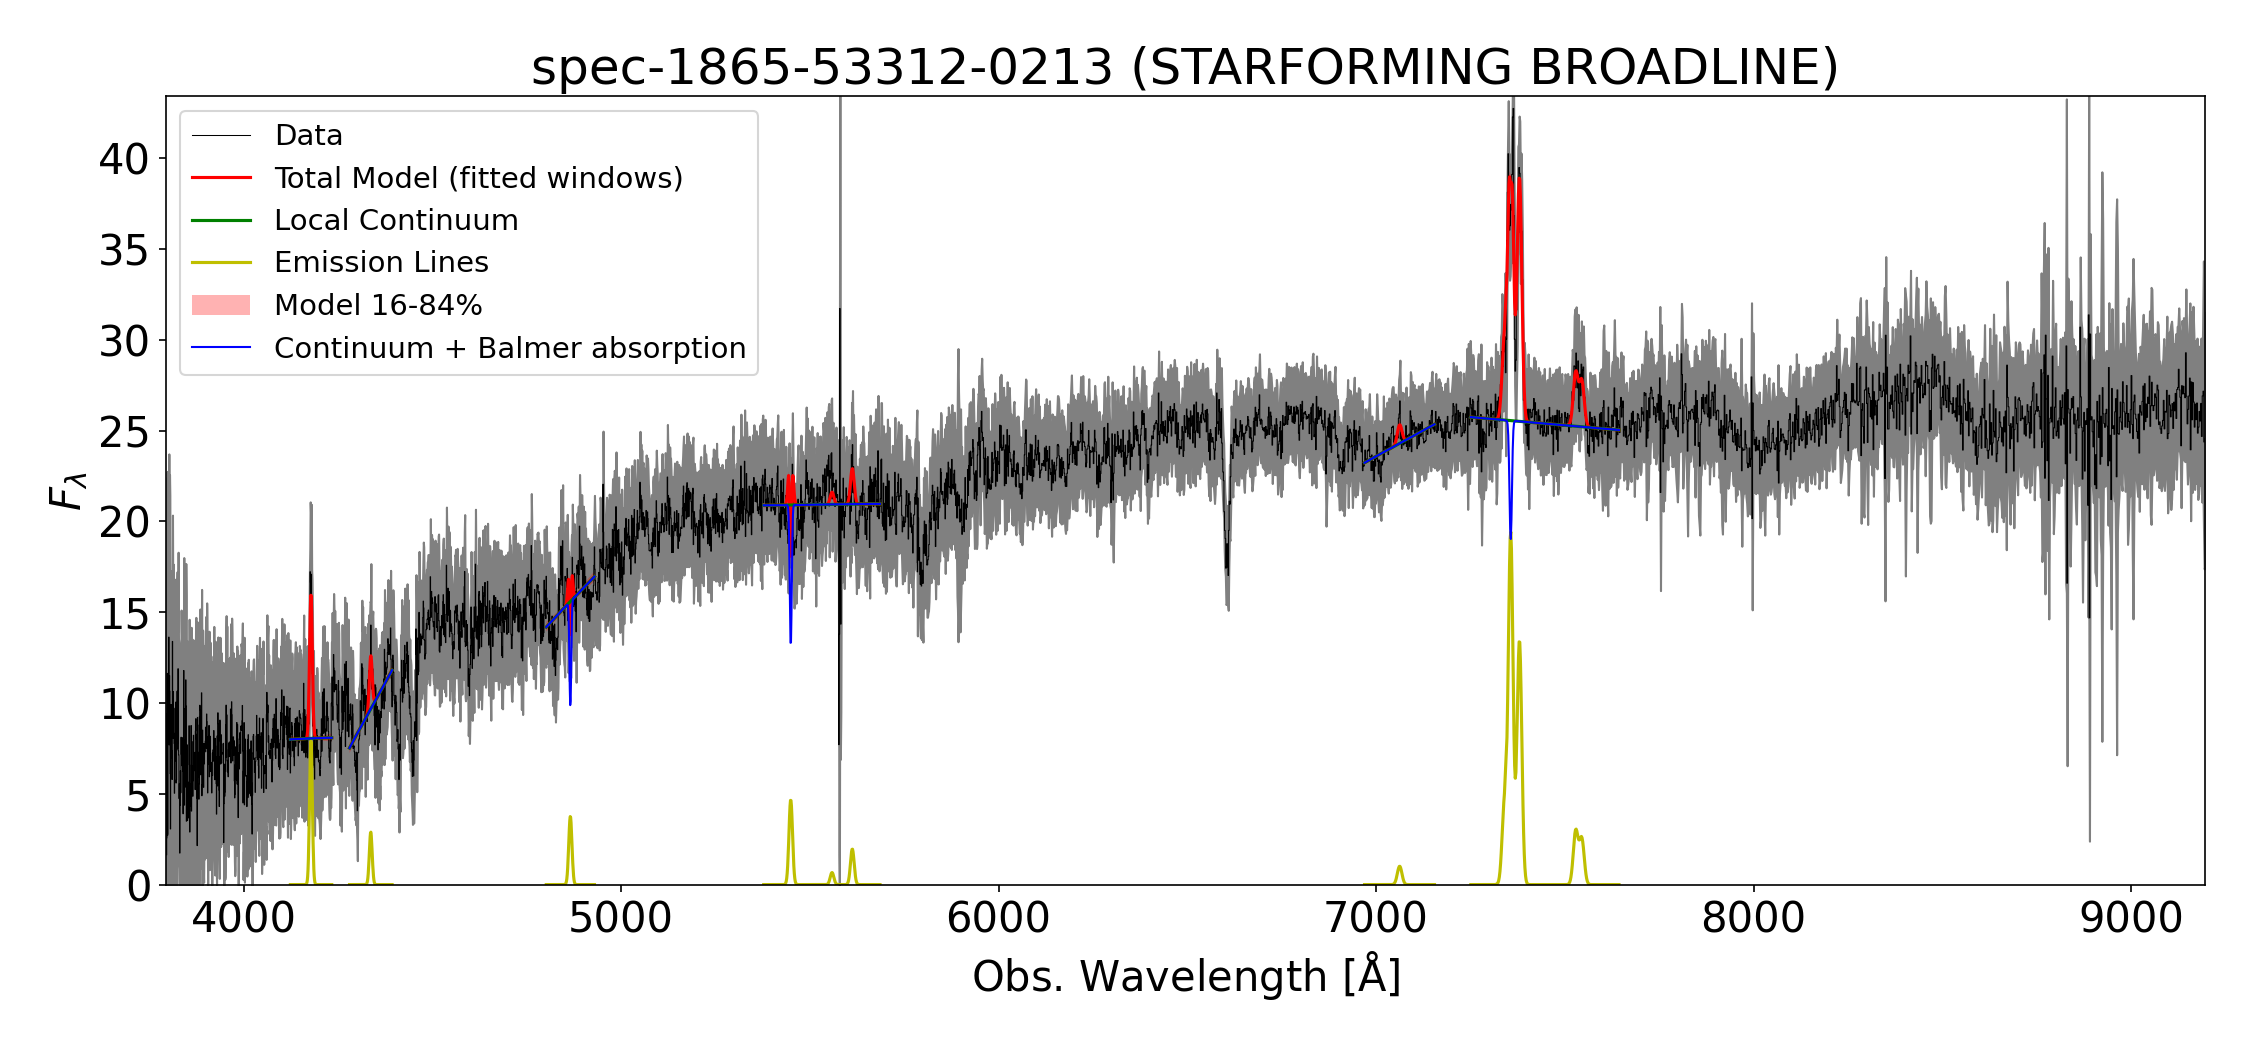 spec-1865-53312-0213 (STARFORMING BROADLINE)
Data
Total Model (fitted windows)
Local Continuum
Emission Lines
Model 16-84%
Continuum + Balmer absorption
40
35
30
25
20
15
10
5
0
F_λ
4000 5000 6000 7000 8000 9000
Obs. Wavelength [Å]